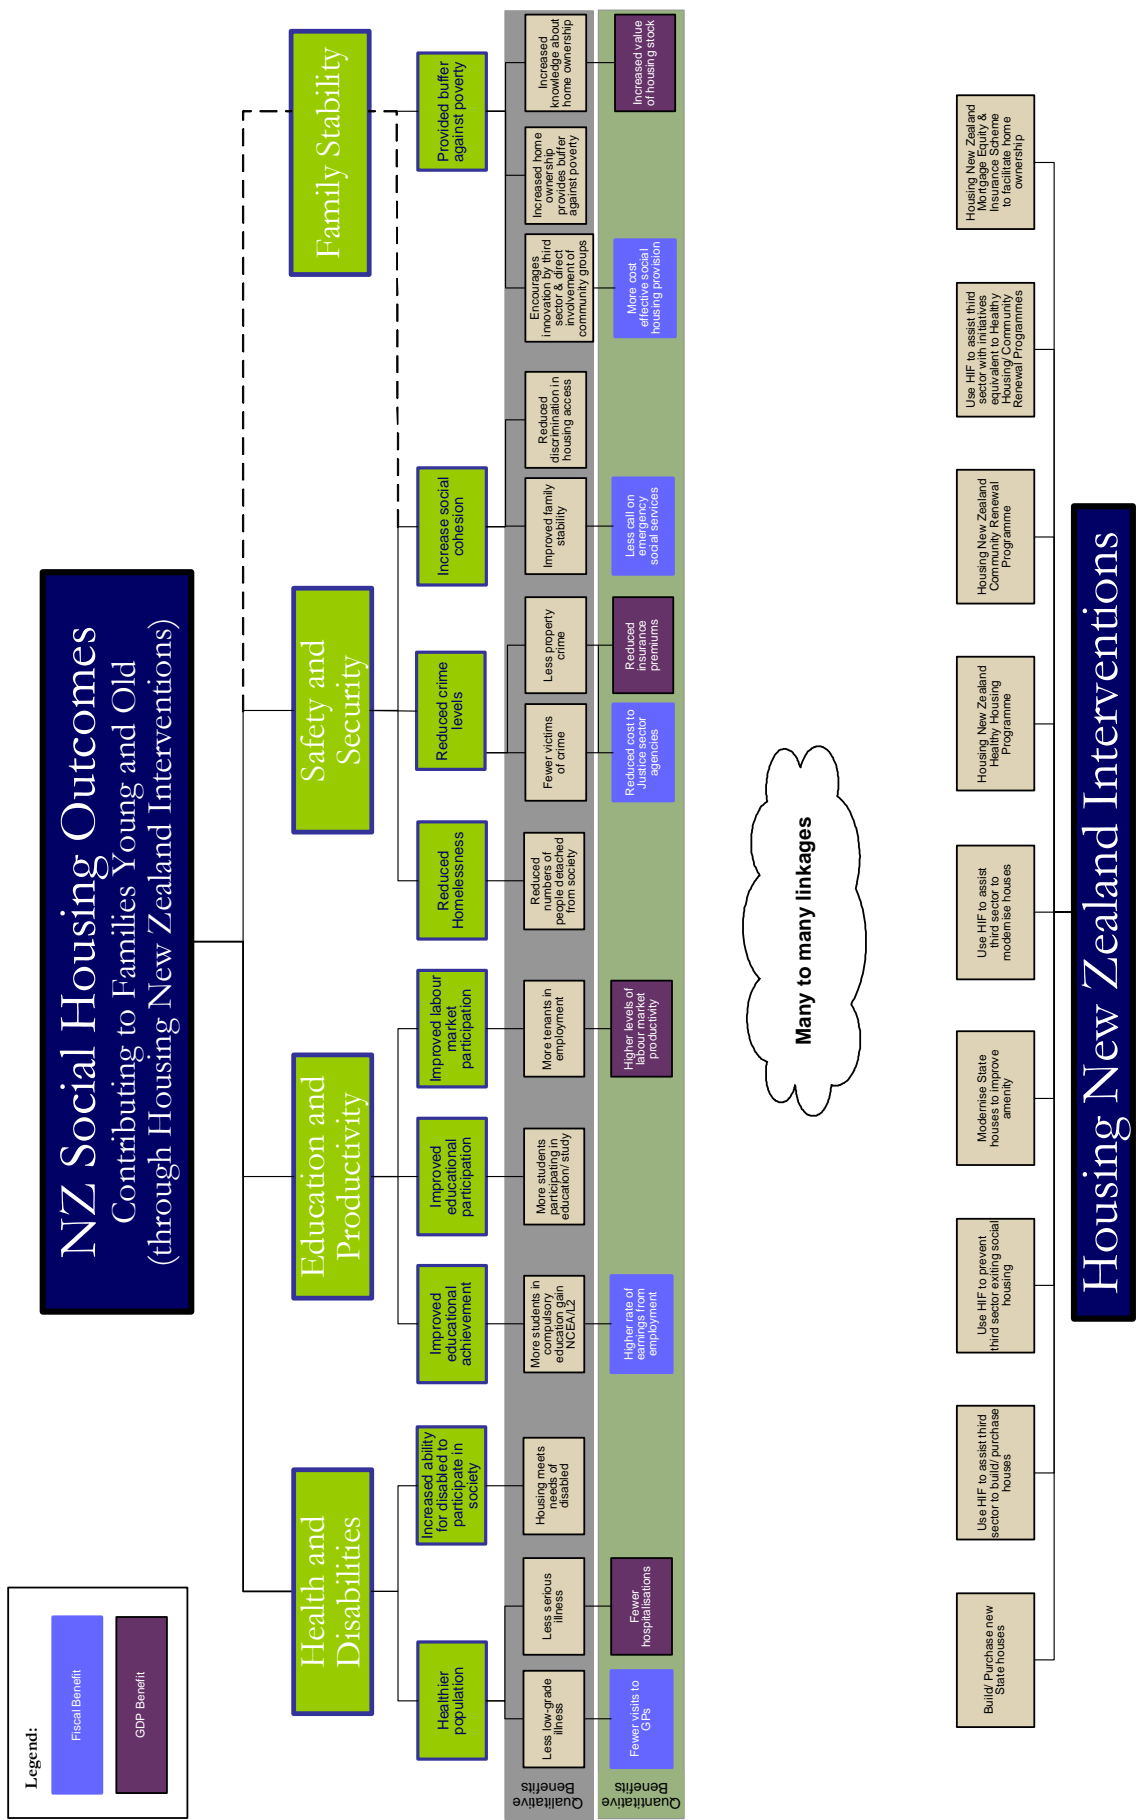 NZ Social Housing Outcomes
Contributing to Families Young and Old
(through Housing New Zealand Interventions)
Legend:
Fiscal Benefit
GDP Benefit
Health and
Disabilities
Education and
Productivity
Safety and
Security
Family Stability
Healthier
population
Increased ability
for disabled to
participate in
society
Improved
educational
achievement
Improved
educational
participation
Improved labour
market
participation
Reduced
Homelessness
Reduced crime
levels
Increase social
cohesion
Provided buffer
against poverty
Qualitative
Benefits
Less low-grade
illness
Less serious
illness
Housing meets
needs of
disabled
More students in
compulsory
education gain
NCEA/L2
More students
participating in
education/ study
More tenants in
employment
Reduced
numbers of
people detached
from society
Fewer victims
of crime
Less property
crime
Improved family
stability
Reduced
discrimination in
housing access
Encourages
innovation by third
sector & direct
involvement of
community groups
Increased home
ownership
provides buffer
against poverty
Increased
knowledge about
home ownership
Quantitative
Benefits
Fewer visits to
GPs
Fewer
hospitalisations
Higher rate of
earnings from
employment
Higher levels of
labour market
productivity
Reduced cost to
Justice sector
agencies
Reduced
insurance
premiums
Less call on
emergency
social services
More cost
effective social
housing provision
Increased value
of housing stock
Many to many linkages
Build/ Purchase new
State houses
Use HIF to assist third
sector to build/ purchase
houses
Use HIF to prevent
third sector exiting social
housing
Modernise State
houses to improve
amenity
Use HIF to assist
third sector to
modernise houses
Housing New Zealand
Healthy Housing
Programme
Housing New Zealand
Community Renewal
Programme
Use HIF to assist third
sector with initiatives
equivalent to Healthy
Housing/ Community
Renewal Programmes
Housing New Zealand
Mortgage Equity &
Insurance Scheme
to facilitate home
ownership
Housing New Zealand Interventions